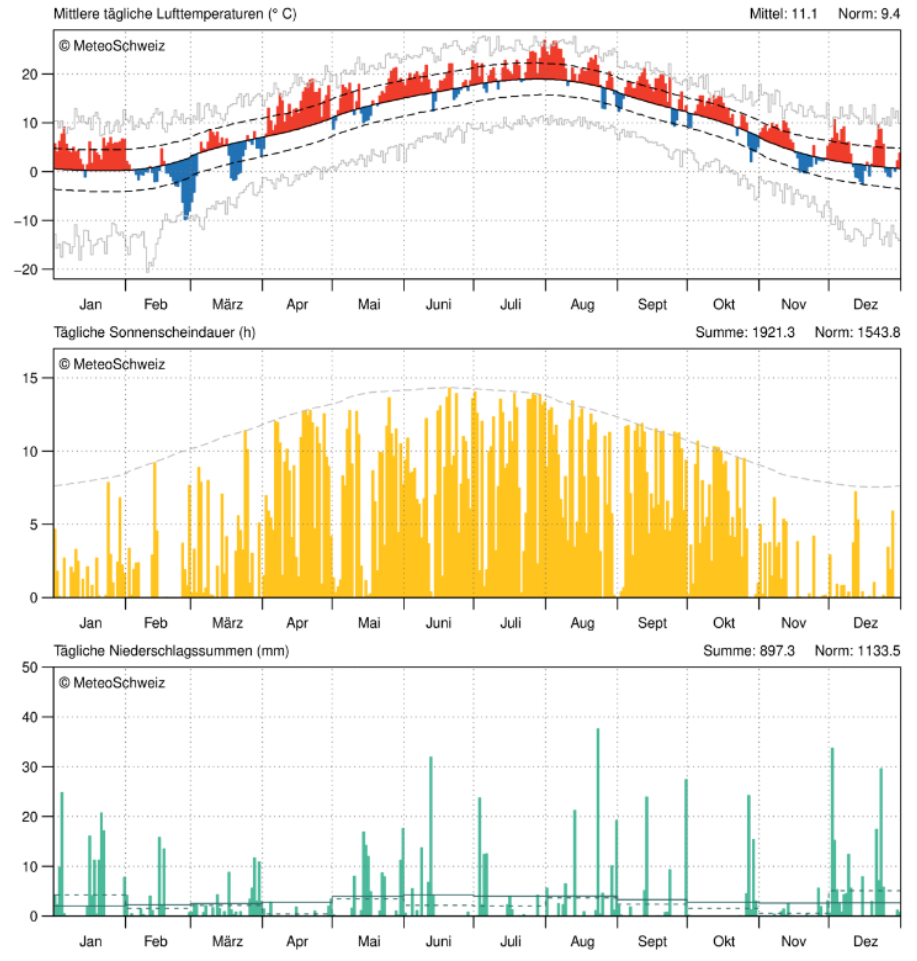 Mittlere tägliche Lufttemperaturen (° C) Mittel: 11.1 Norm: 9.4
© MeteoSchweiz
20
10
0
−10
−20
Jan Feb März Apr Mai Juni Juli Aug Sept Okt Nov Dez
Tägliche Sonnenscheindauer (h) Summe: 1921.3 Norm: 1543.8
© MeteoSchweiz
15
10
5
0
Jan Feb März Apr Mai Juni Juli Aug Sept Okt Nov Dez
Tägliche Niederschlagssummen (mm) Summe: 897.3 Norm: 1133.5
50
© MeteoSchweiz
40
30
20
10
0
Jan Feb März Apr Mai Juni Juli Aug Sept Okt Nov Dez